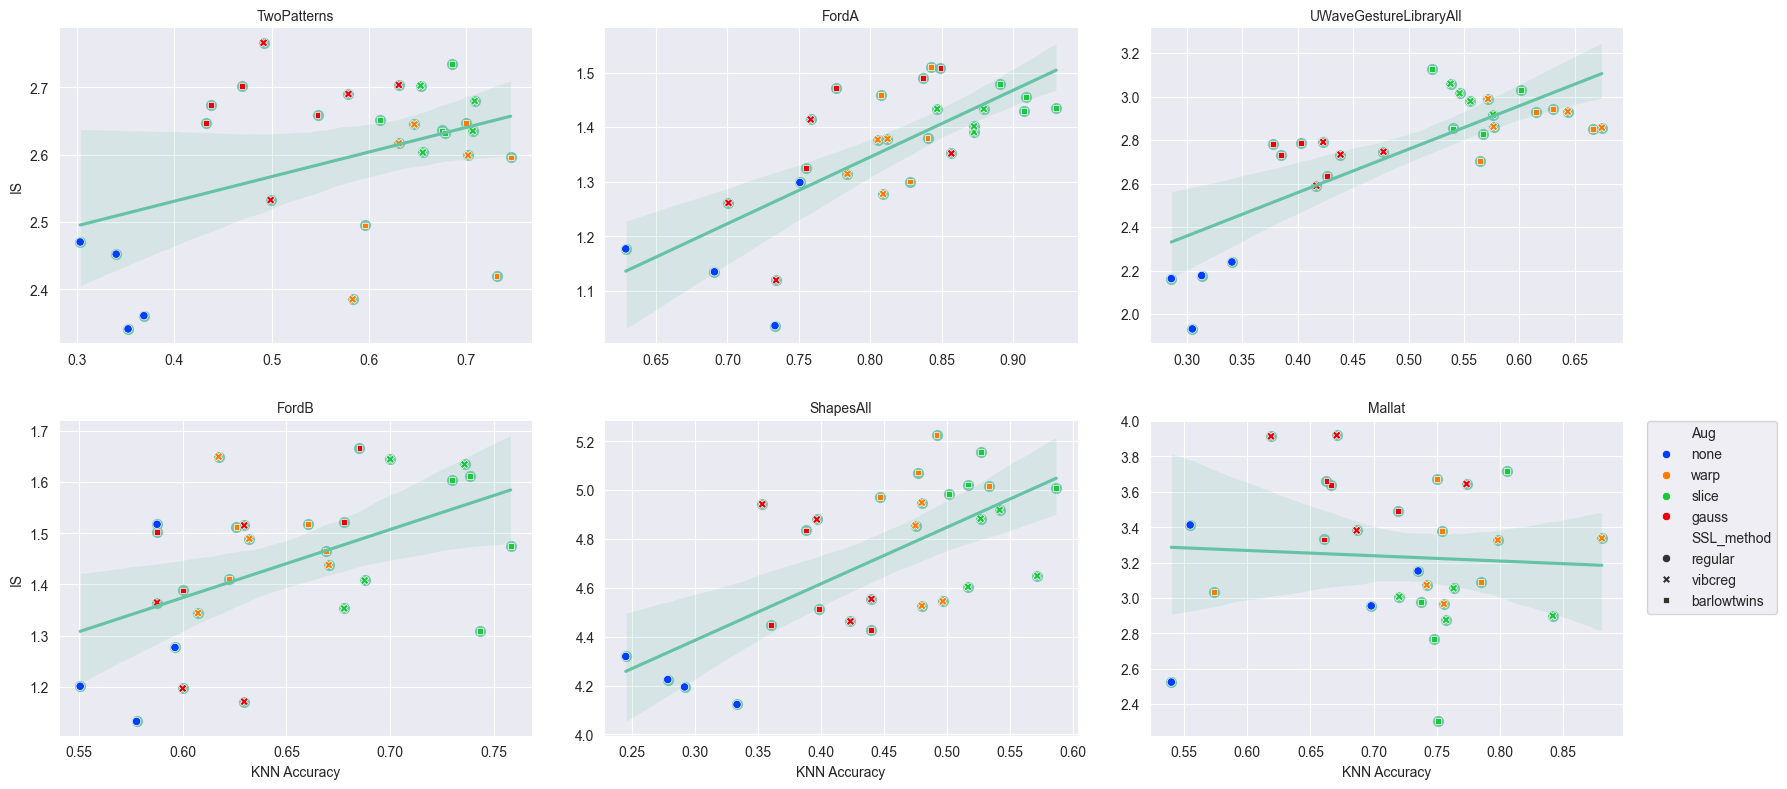 TwoPatterns
FordA
UWaveGestureLibraryAll
IS
2.7
2.6
2.5
2.4
0.3 0.4 0.5 0.6 0.7
1.5
1.4
1.3
1.2
1.1
0.65 0.70 0.75 0.80 0.85 0.90
3.2
3.0
2.8
2.6
2.4
2.2
2.0
0.30 0.35 0.40 0.45 0.50 0.55 0.60 0.65
FordB
ShapesAll
Mallat
IS
1.7
1.6
1.5
1.4
1.3
1.2
0.55 0.60 0.65 0.70 0.75
KNN Accuracy
5.2
5.0
4.8
4.6
4.4
4.2
4.0
0.25 0.30 0.35 0.40 0.45 0.50 0.55 0.60
KNN Accuracy
4.0
3.8
3.6
3.4
3.2
3.0
2.8
2.6
2.4
0.55 0.60 0.65 0.70 0.75 0.80 0.85
KNN Accuracy
Aug
none
warp
slice
gauss
SSL_method
regular
vibcreg
barlowtwins